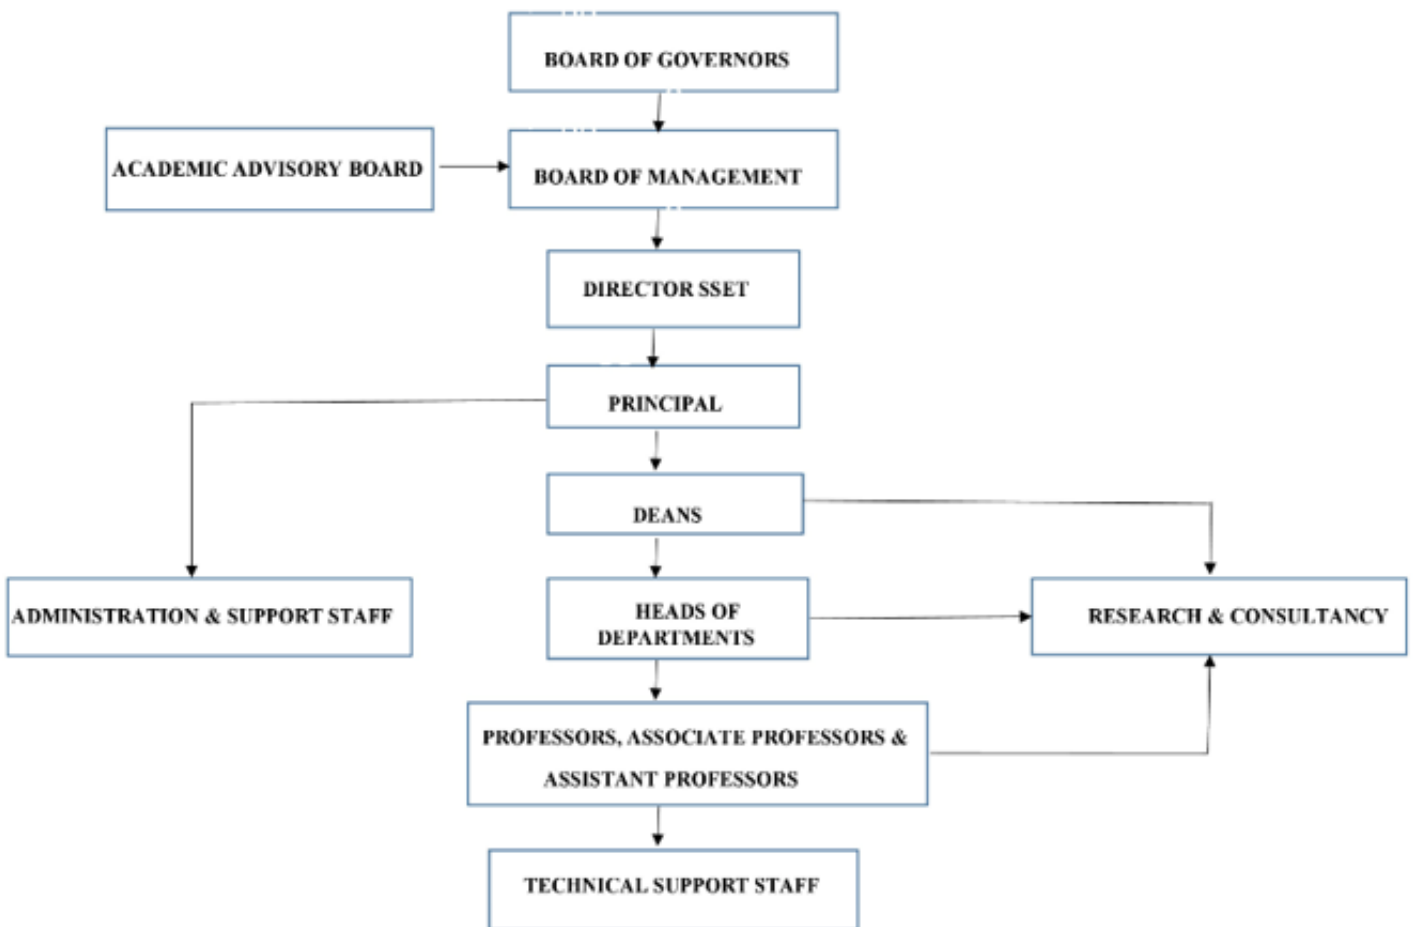 BOARD OF GOVERNORS
ACADEMIC ADVISORY BOARD
BOARD OF MANAGEMENT
DIRECTOR SSET
PRINCIPAL
DEANS
ADMINISTRATION & SUPPORT STAFF
HEADS OF
DEPARTMENTS
RESEARCH & CONSULTANCY
PROFESSORS, ASSOCIATE PROFESSORS &
ASSISTANT PROFESSORS
TECHNICAL SUPPORT STAFF